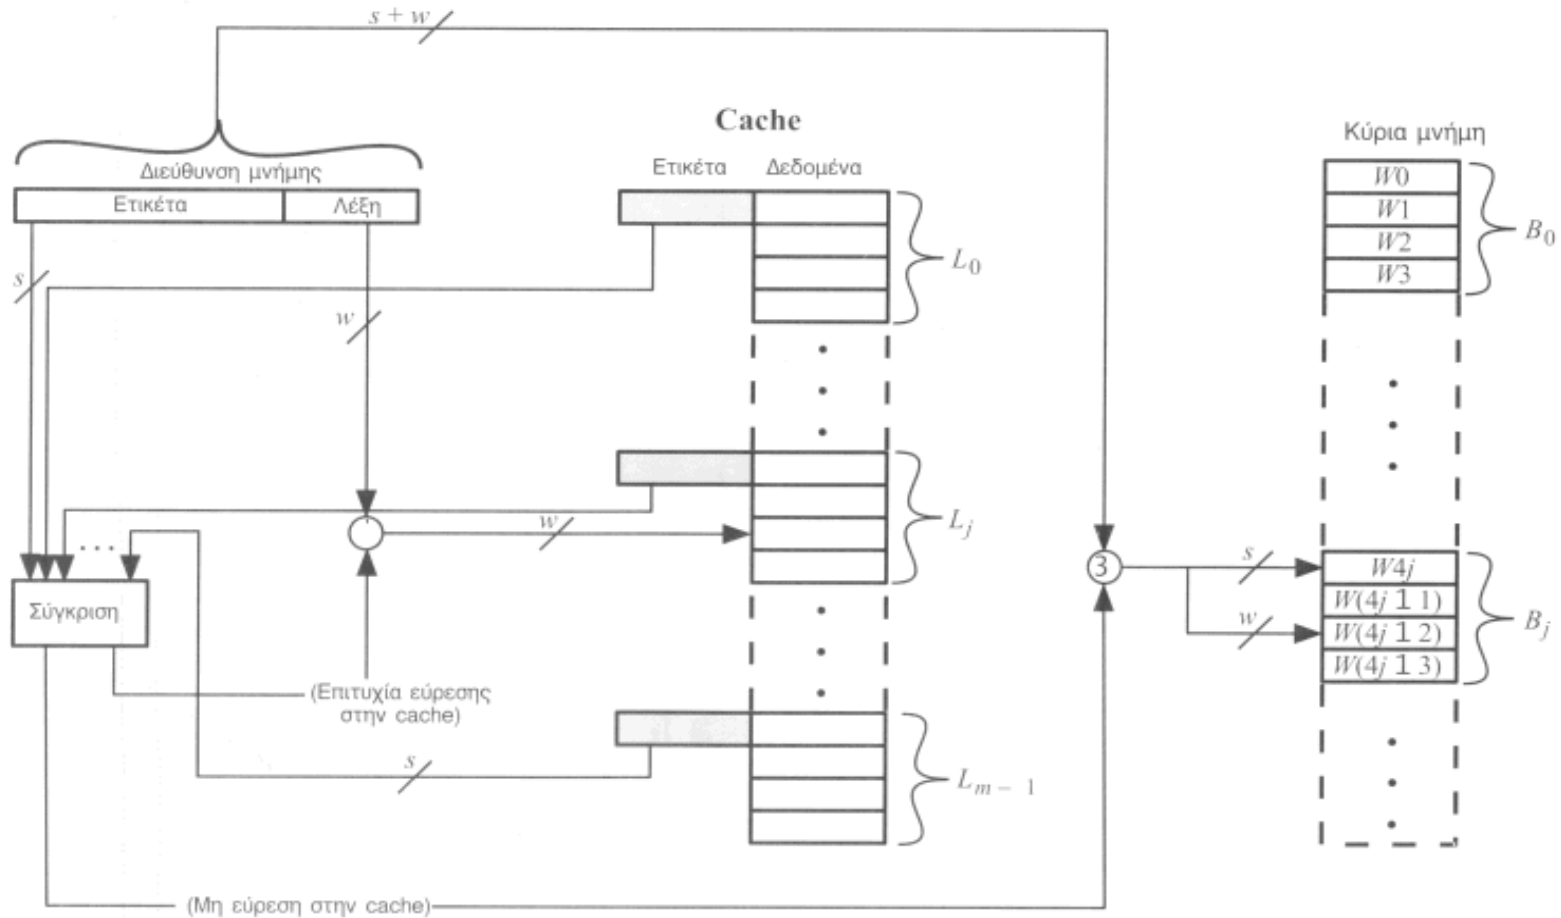 s + w
Cache
Κύρια μνήμη
Διεύθυνση μνήμης
Ετικέτα
Δεδομένα
Ετικέτα
Λέξη
W0
W1
W2
W3
B0
L0
s
w
w
Lj
. . .
Σύγκριση
3
s
w
W4j
W(4j 1 1)
W(4j 1 2)
W(4j 1 3)
Bj
(Επιτυχία εύρεσης
στην cache)
s
Lm − 1
(Μη εύρεση στην cache)